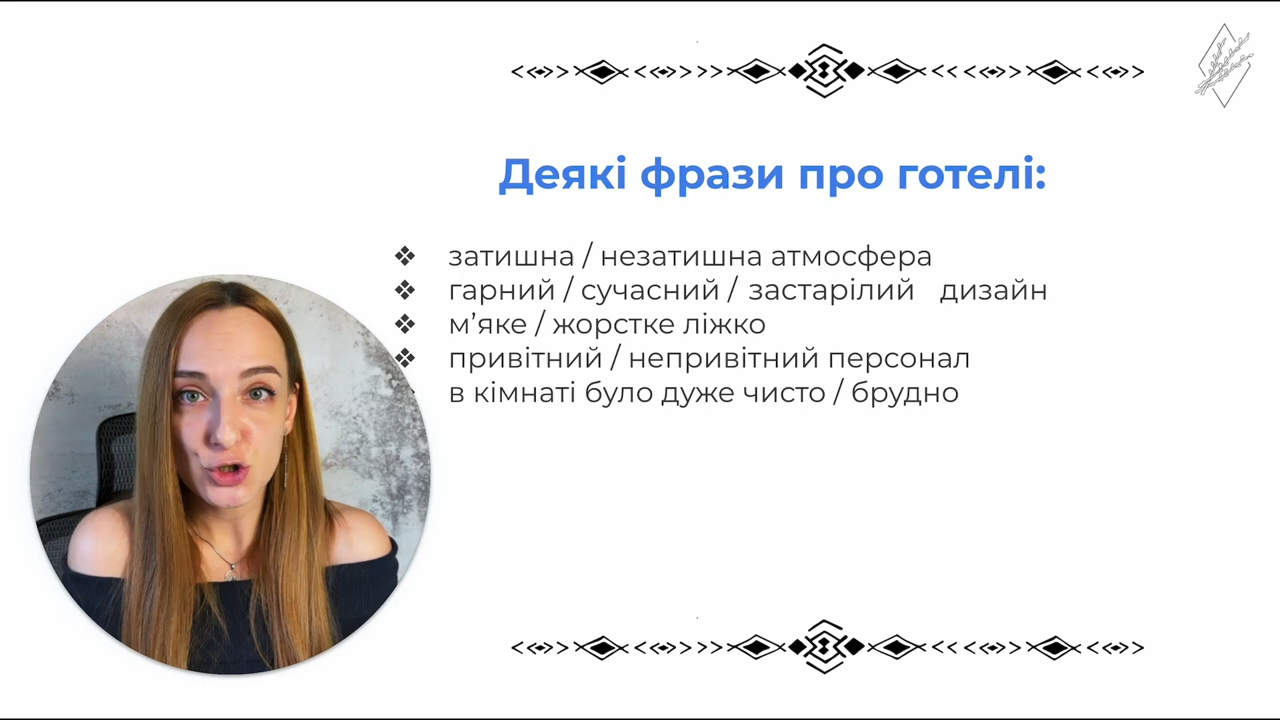 Деякі фрази про готелі:
❖ затишна / незатишна атмосфера
❖ гарний / сучасний / застарілий дизайн
❖ м’яке / жорстке ліжко
❖ привітний / непривітний персонал
в кімнаті було дуже чисто / брудно